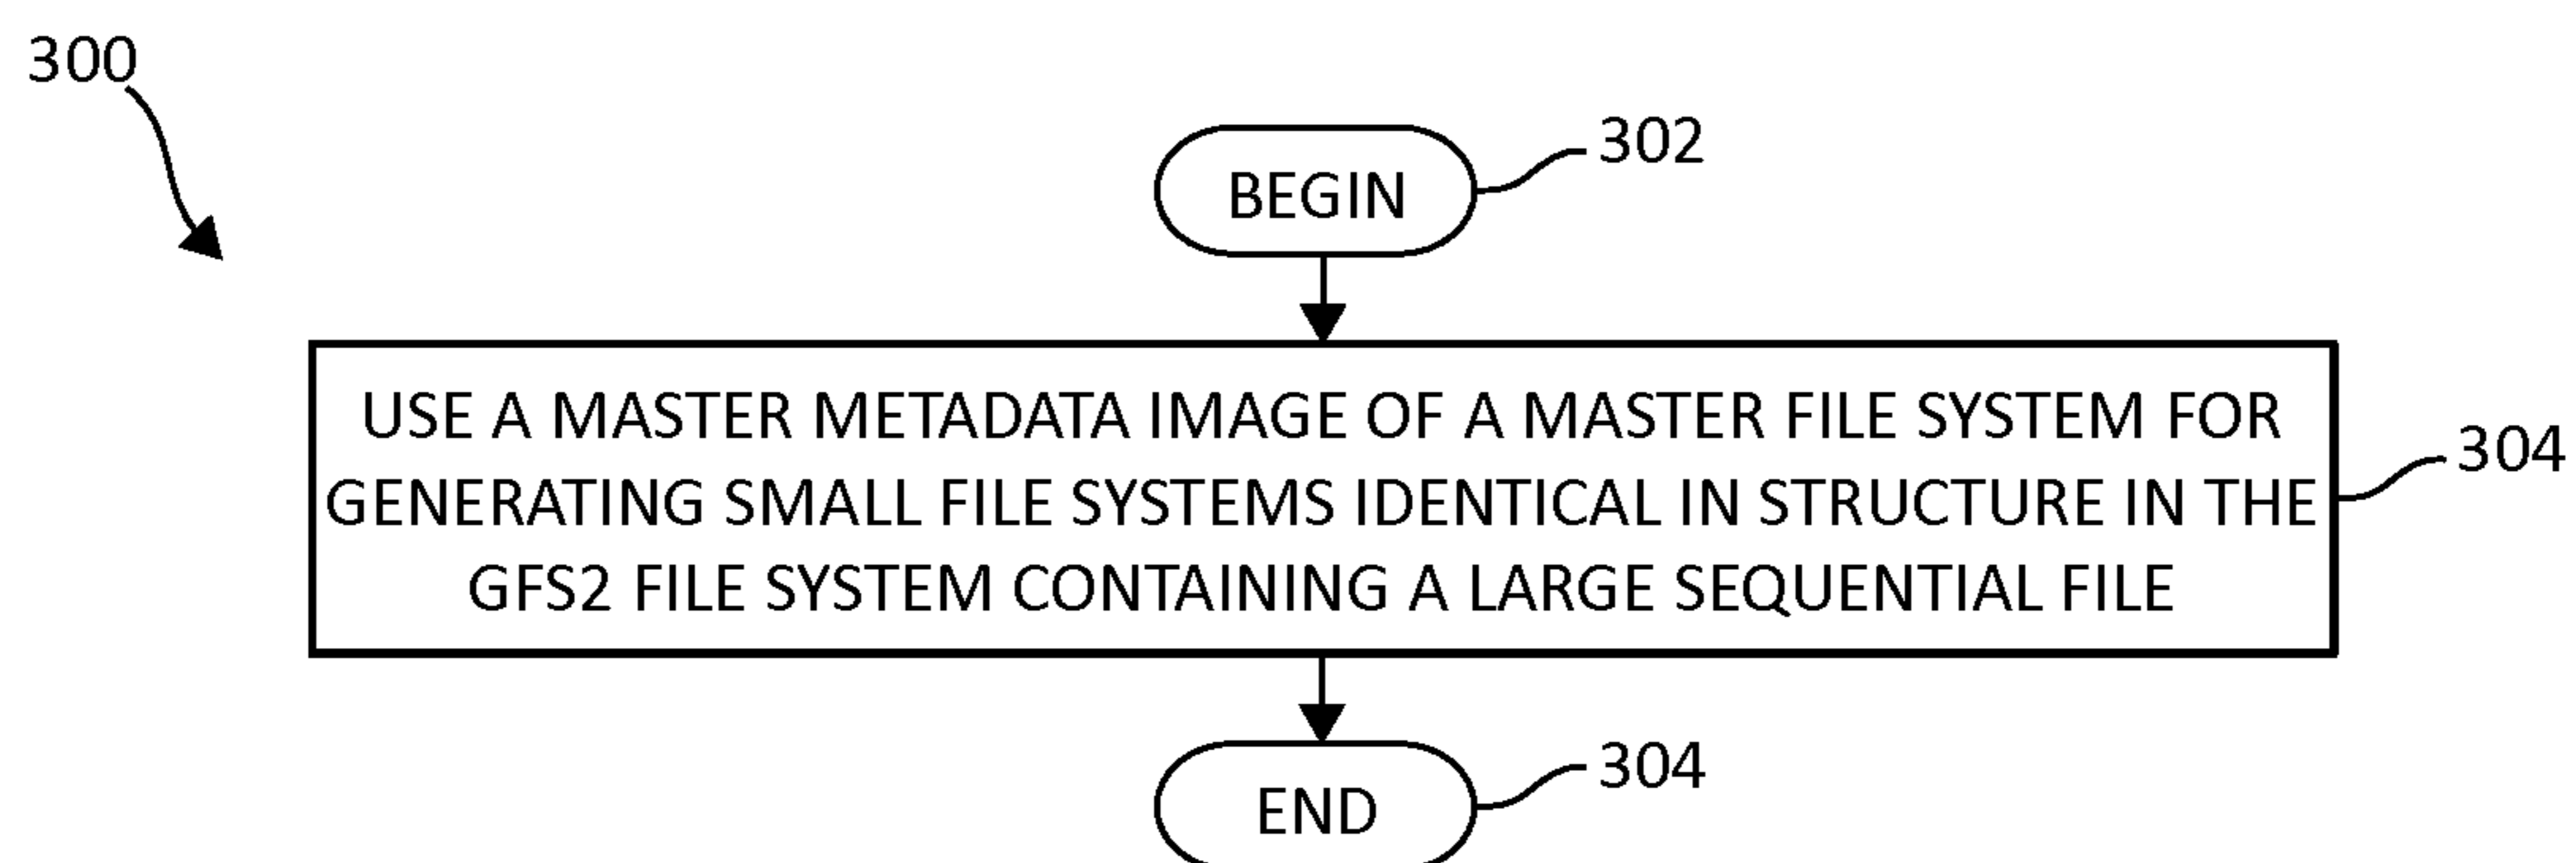 300
BEGIN
302
USE A MASTER METADATA IMAGE OF A MASTER FILE SYSTEM FOR
GENERATING SMALL FILE SYSTEMS IDENTICAL IN STRUCTURE IN THE
GFS2 FILE SYSTEM CONTAINING A LARGE SEQUENTIAL FILE
304
END
304